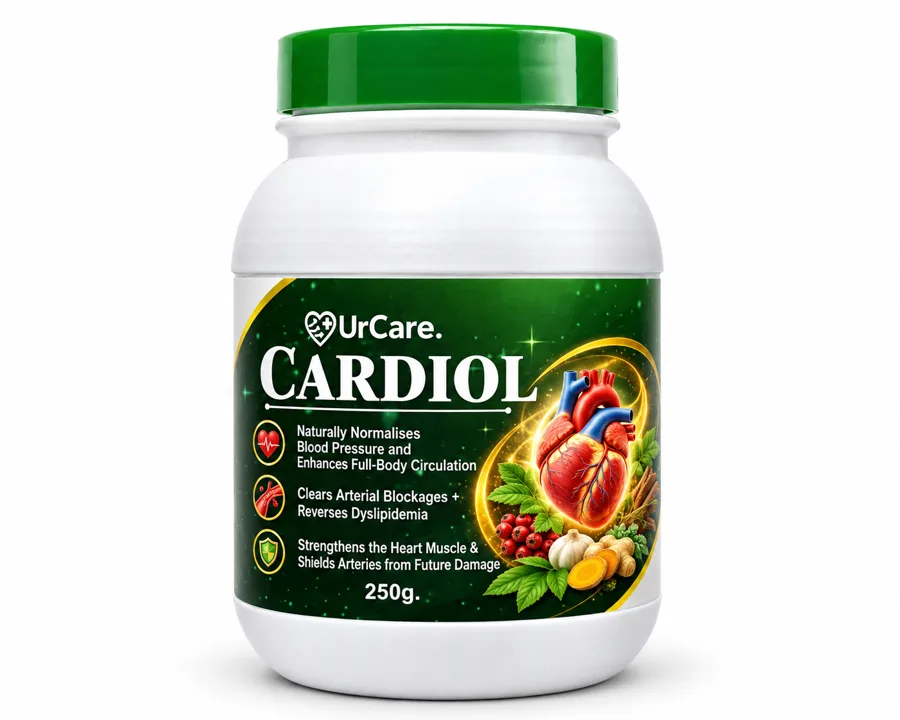 UrCare.
CARDIOL
Naturally Normalises
Blood Pressure and
Enhances Full-Body Circulation
Clears Arterial Blockages +
Reverses Dyslipidemia
Strengthens the Heart Muscle &
Shields Arteries from Future Damage
250g.